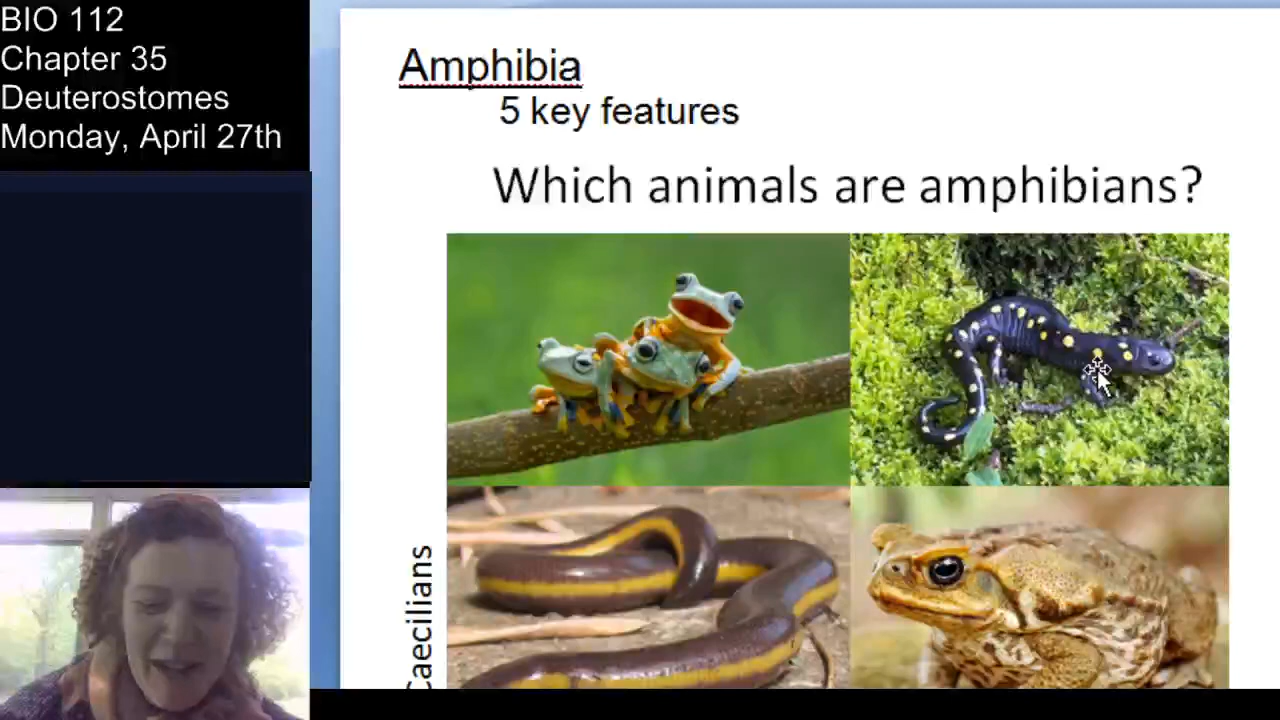 BIO 112
Chapter 35
Deuterostomes
Monday, April 27th
Amphibia
5 key features
Which animals are amphibians?
Caecilians